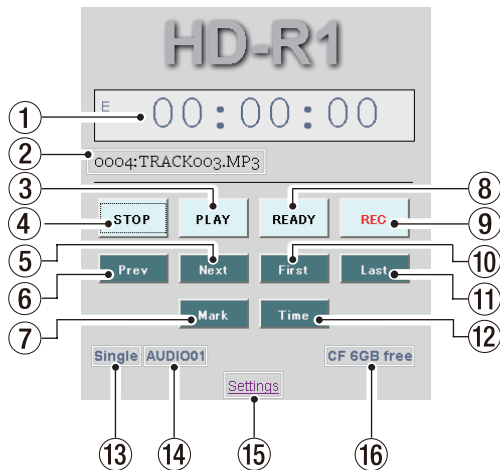 HD-R1
E 00:00:00
0004:TRACK003.MP3
STOP PLAY READY REC
Prev Next First Last
Mark Time
Single AUDIO01 CF 6GB free
Settings
1
2
3
4
5
6
7
8
9
10
11
12
13
14
15
16